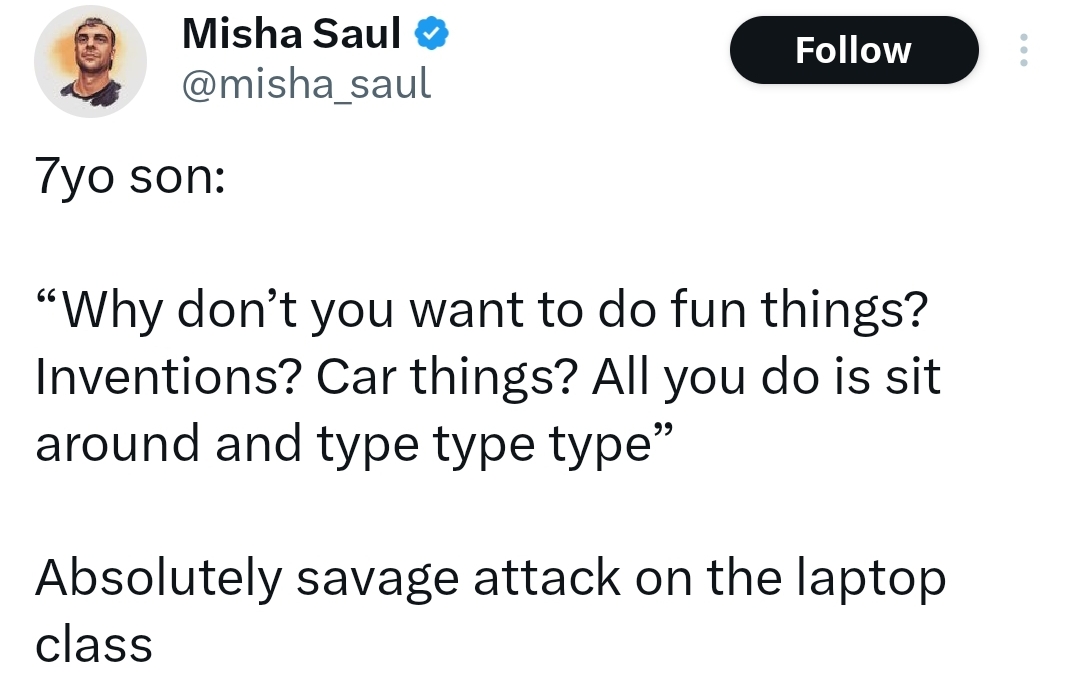 Misha Saul
Follow
@misha_saul
7yo son:
“Why don’t you want to do fun things?
Inventions? Car things? All you do is sit
around and type type type”
Absolutely savage attack on the laptop
class